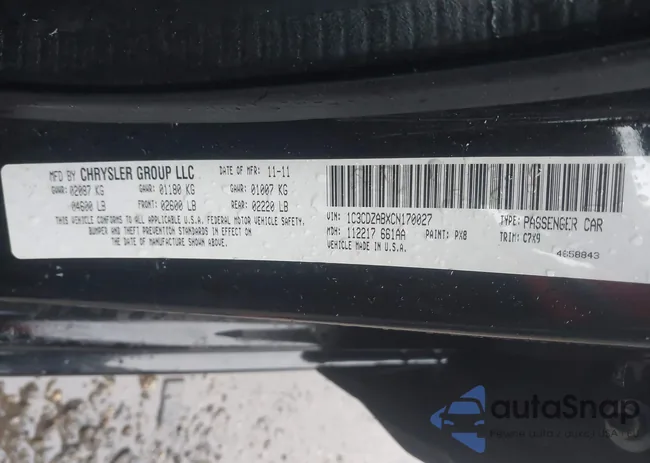 MFD BY CHRYSLER GROUP LLC DATE OF MFR 11-11
GVWR: 02087 KG GAWR: 01180 KG GAWR: 01007 KG
04600 LB FRONT: 02600 LB REAR: 02220 LB
THIS VEHICLE CONFORMS TO ALL APPLICABLE U.S.A. FEDERAL MOTOR VEHICLE SAFETY,
BUMPER AND THEFT PREVENTION STANDARDS IN EFFECT ON
THE DATE OF MANUFACTURE SHOWN ABOVE.
VIN: 1C3CDZABXCN170027 TYPE: PASSENGER CAR
MDH: 112217 661AA PAINT: PX8 TRIM: C7X9
VEHICLE MADE IN U.S.A. 4658843
autoSnap